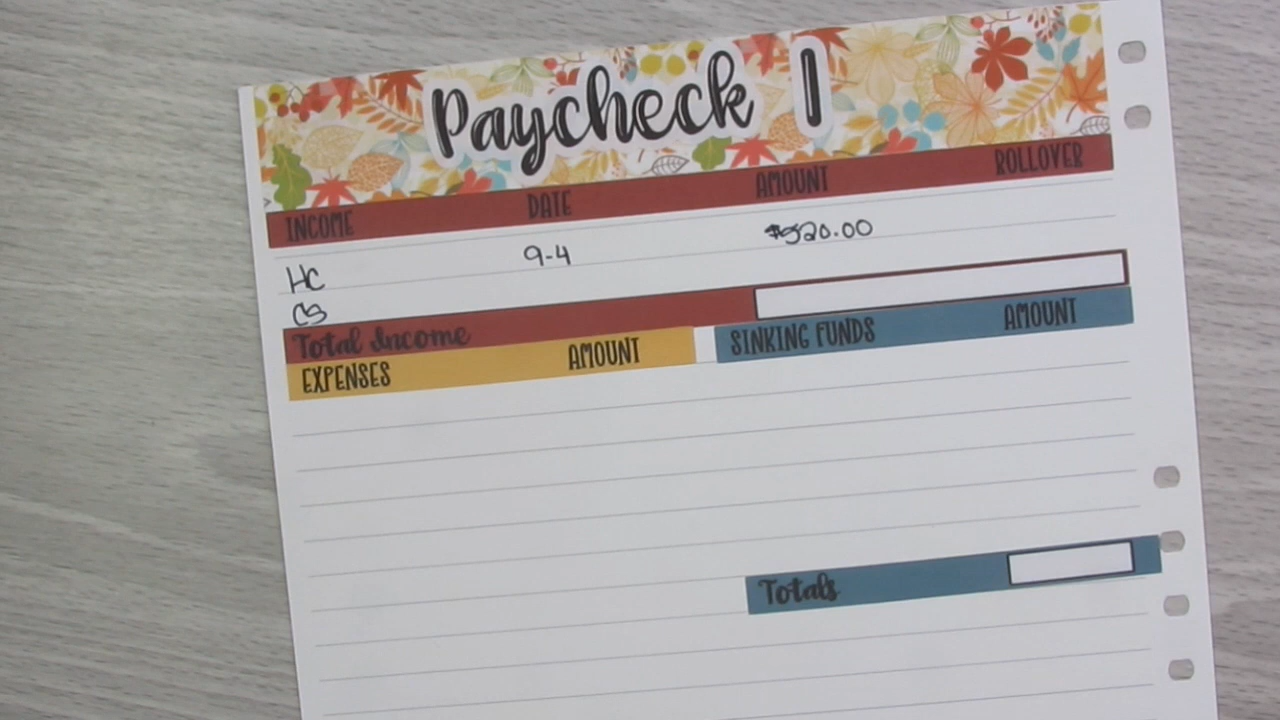 Paycheck 1
INCOME DATE AMOUNT ROLLOVER
HC 9-4 $520.00
CS
Total Income
EXPENSES AMOUNT SINKING FUNDS AMOUNT
Totals